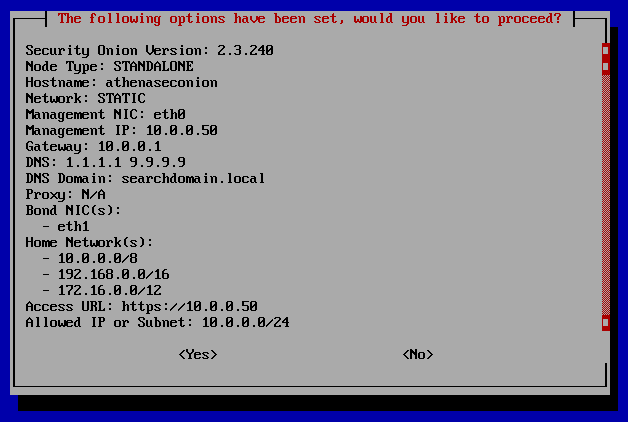 The following options have been set, would you like to proceed?
Security Onion Version: 2.3.240
Node Type: STANDALONE
Hostname: athenaseconion
Network: STATIC
Management NIC: eth0
Management IP: 10.0.0.50
Gateway: 10.0.0.1
DNS: 1.1.1.1 9.9.9.9
DNS Domain: searchdomain.local
Proxy: N/A
Bond NIC(s):
- eth1
Home Network(s):
- 10.0.0.0/8
- 192.168.0.0/16
- 172.16.0.0/12
Access URL: https://10.0.0.50
Allowed IP or Subnet: 10.0.0.0/24
<Yes> <No>